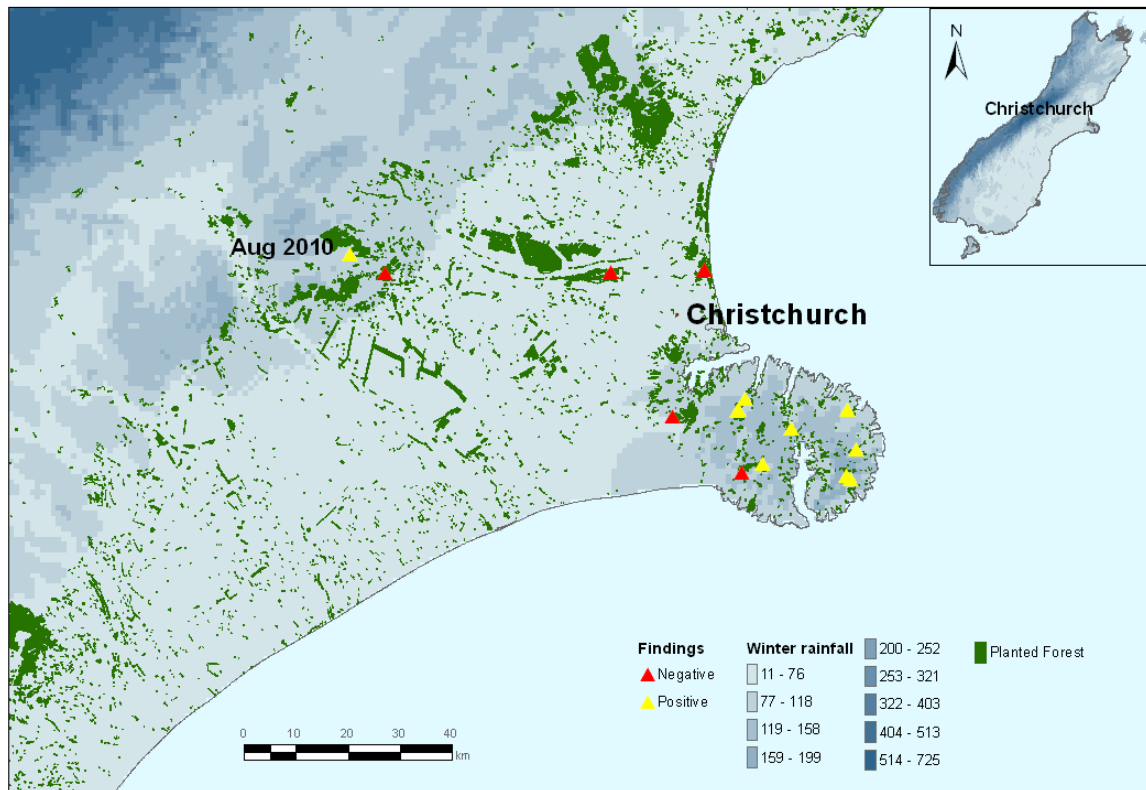 N
Christchurch
Aug 2010
Christchurch
Findings
Negative
Positive
Winter rainfall
11 - 76
77 - 118
119 - 158
159 - 199
200 - 252
253 - 321
322 - 403
404 - 513
514 - 725
Planted Forest
0 5 10 20 30 40
km